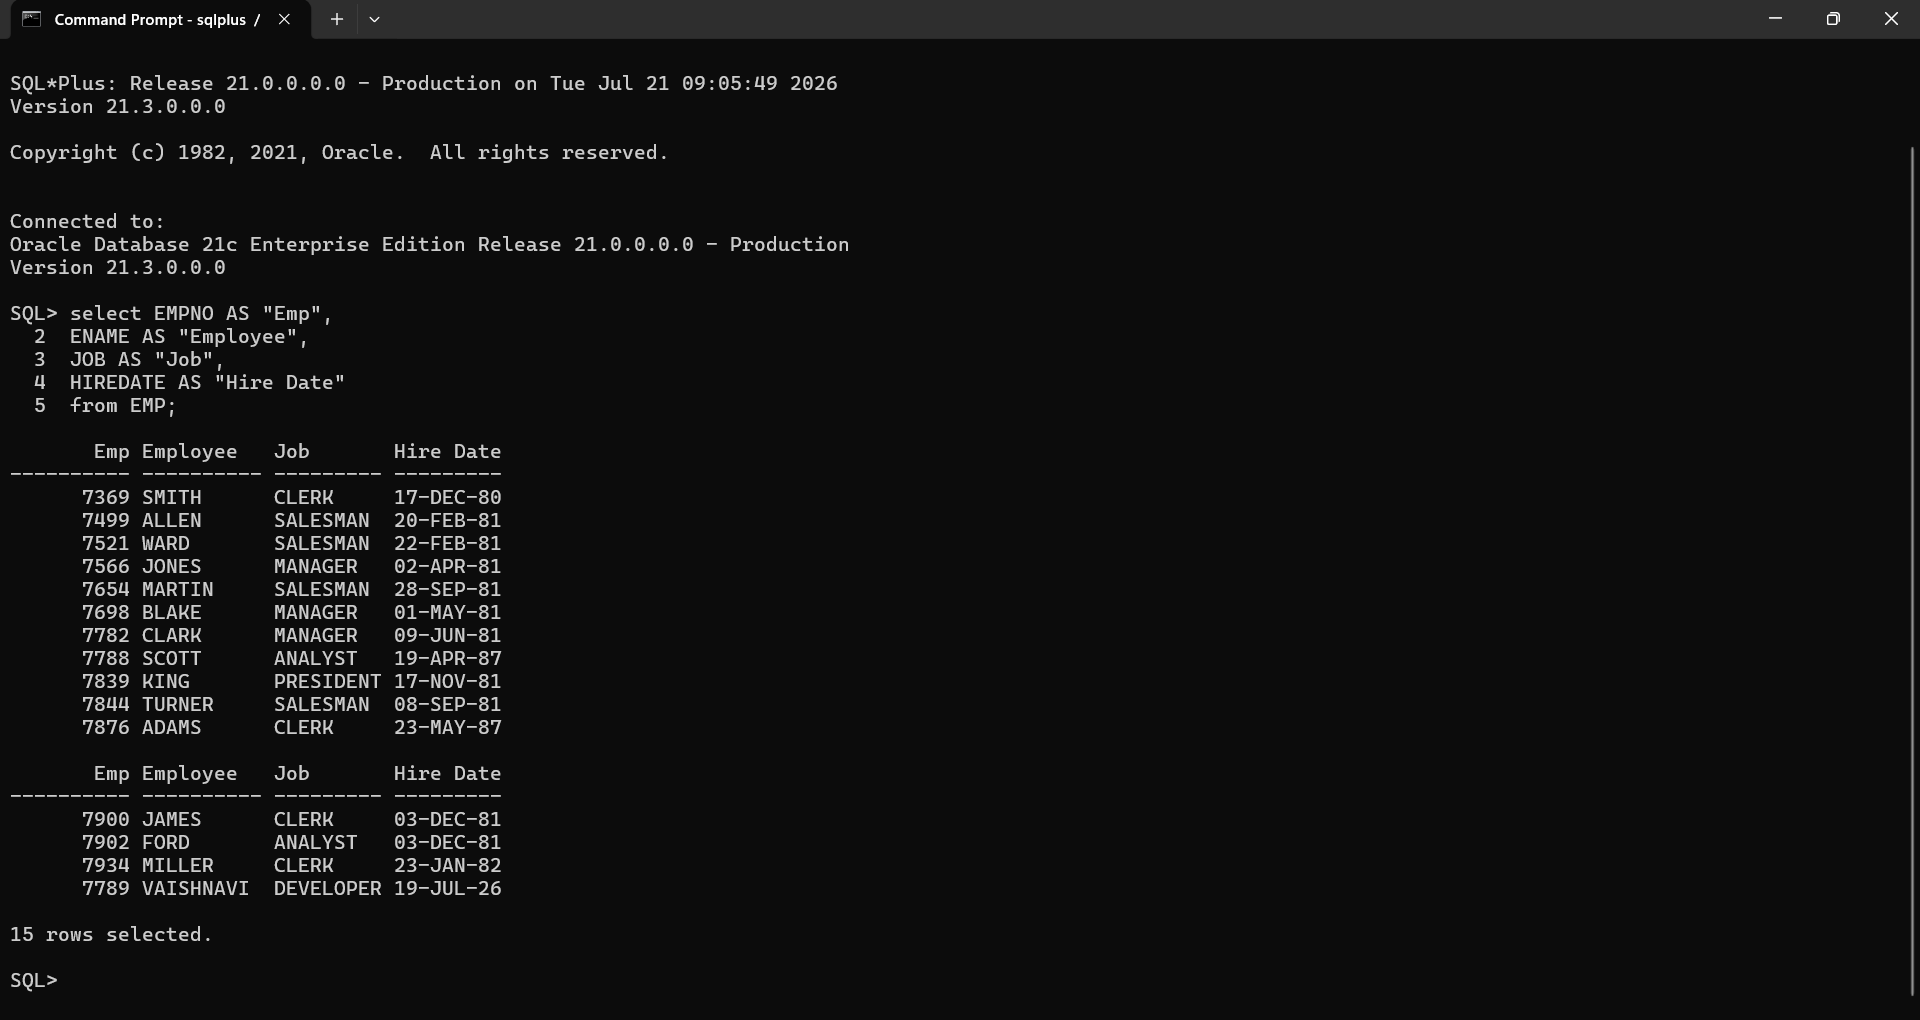 Command Prompt - sqlplus /
SQL*Plus: Release 21.0.0.0.0 - Production on Tue Jul 21 09:05:49 2026
Version 21.3.0.0.0
Copyright (c) 1982, 2021, Oracle.  All rights reserved.
Connected to:
Oracle Database 21c Enterprise Edition Release 21.0.0.0.0 - Production
Version 21.3.0.0.0
SQL> select EMPNO AS "Emp",
  2  ENAME AS "Employee",
  3  JOB AS "Job",
  4  HIREDATE AS "Hire Date"
  5  from EMP;
       Emp Employee   Job       Hire Date
---------- ---------- --------- ---------
      7369 SMITH      CLERK     17-DEC-80
      7499 ALLEN      SALESMAN  20-FEB-81
      7521 WARD       SALESMAN  22-FEB-81
      7566 JONES      MANAGER   02-APR-81
      7654 MARTIN     SALESMAN  28-SEP-81
      7698 BLAKE      MANAGER   01-MAY-81
      7782 CLARK      MANAGER   09-JUN-81
      7788 SCOTT      ANALYST   19-APR-87
      7839 KING       PRESIDENT 17-NOV-81
      7844 TURNER     SALESMAN  08-SEP-81
      7876 ADAMS      CLERK     23-MAY-87
       Emp Employee   Job       Hire Date
---------- ---------- --------- ---------
      7900 JAMES      CLERK     03-DEC-81
      7902 FORD       ANALYST   03-DEC-81
      7934 MILLER     CLERK     23-JAN-82
      7789 VAISHNAVI  DEVELOPER 19-JUL-26
15 rows selected.
SQL>